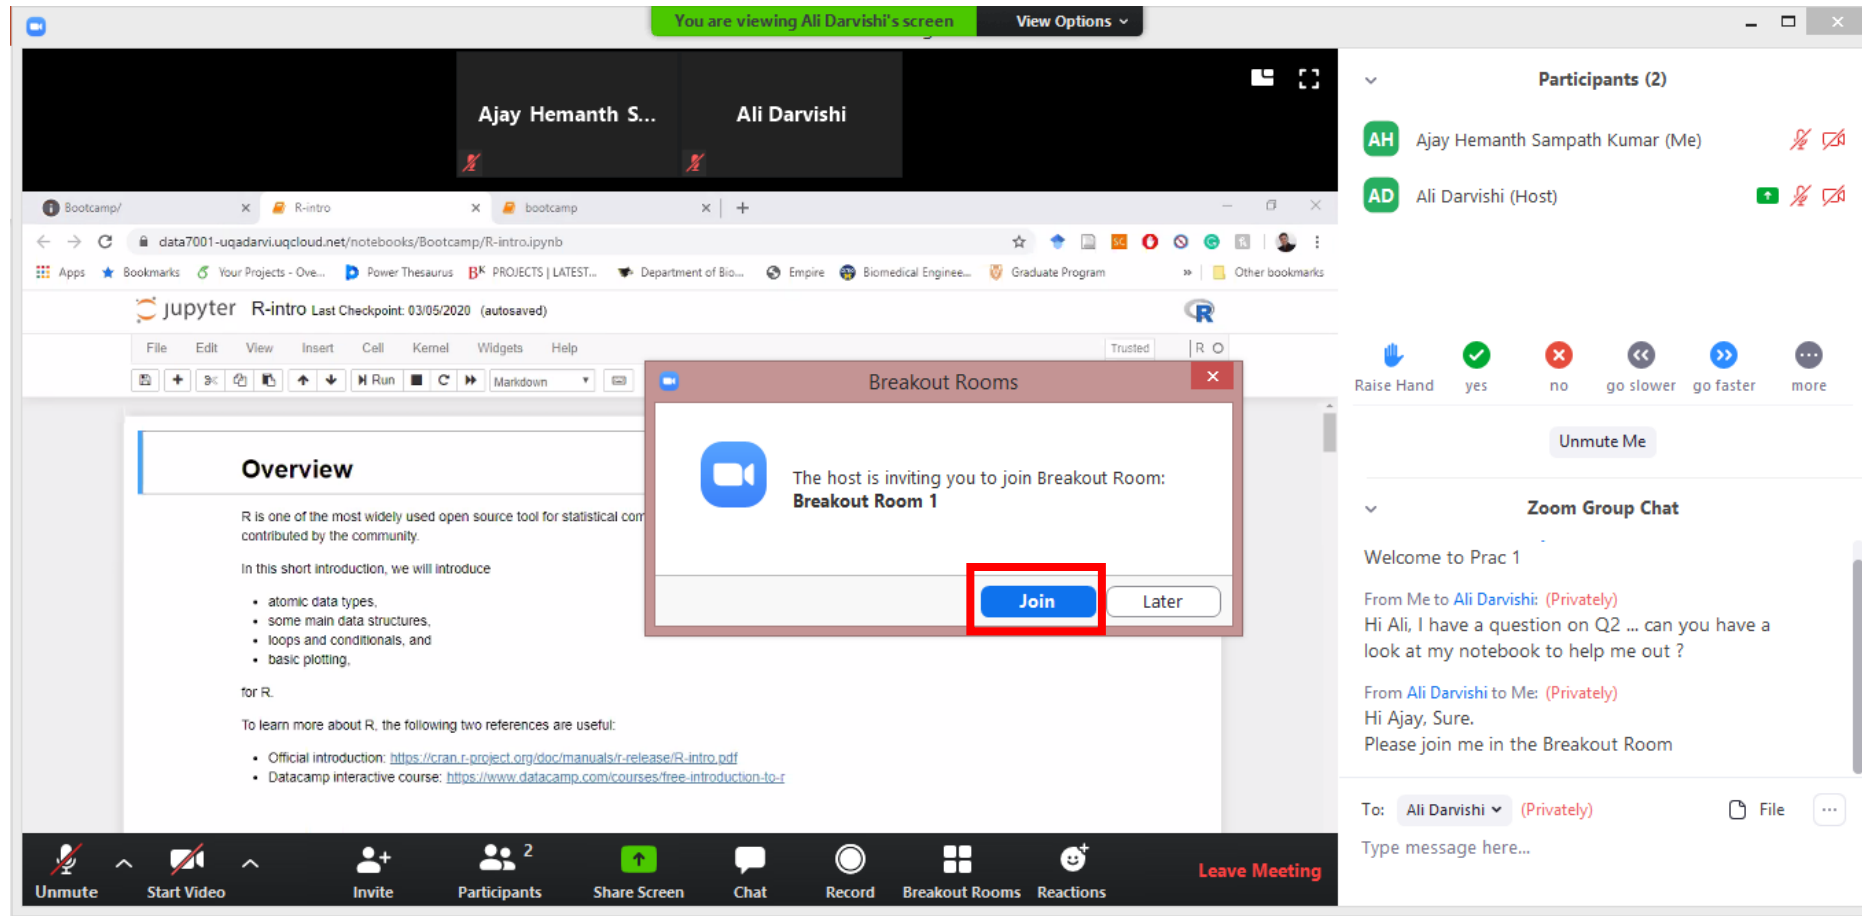 You are viewing Ali Darvishi's screen
View Options
Ajay Hemanth S...
Ali Darvishi
Bootcamp/
R-intro
bootcamp
data7001-uqadarvi.uqcloud.net/notebooks/Bootcamp/R-intro.ipynb
Apps
Bookmarks
Your Projects - Ove...
Power Thesaurus
PROJECTS | LATEST...
Department of Bio...
Empire
Biomedical Enginee...
Graduate Program
»
Other bookmarks
jupyter R-intro Last Checkpoint: 03/05/2020 (autosaved)
R
File Edit View Insert Cell Kernel Widgets Help
Trusted
R
Run
Markdown
Overview
R is one of the most widely used open source tool for statistical com
contributed by the community.
In this short introduction, we will introduce
• atomic data types,
• some main data structures,
• loops and conditionals, and
• basic plotting,
for R.
To learn more about R, the following two references are useful:
• Official introduction: https://cran.r-project.org/doc/manuals/r-release/R-intro.pdf
• Datacamp interactive course: https://www.datacamp.com/courses/free-introduction-to-r
Breakout Rooms
The host is inviting you to join Breakout Room:
Breakout Room 1
Join
Later
Unmute
Start Video
Invite
2
Participants
Share Screen
Chat
Record
Breakout Rooms
Reactions
Leave Meeting
Participants (2)
AH Ajay Hemanth Sampath Kumar (Me)
AD Ali Darvishi (Host)
Raise Hand
yes
no
go slower
go faster
more
Unmute Me
Zoom Group Chat
Welcome to Prac 1
From Me to Ali Darvishi: (Privately)
Hi Ali, I have a question on Q2 ... can you have a
look at my notebook to help me out ?
From Ali Darvishi to Me: (Privately)
Hi Ajay, Sure.
Please join me in the Breakout Room
To: Ali Darvishi (Privately)
File
Type message here...